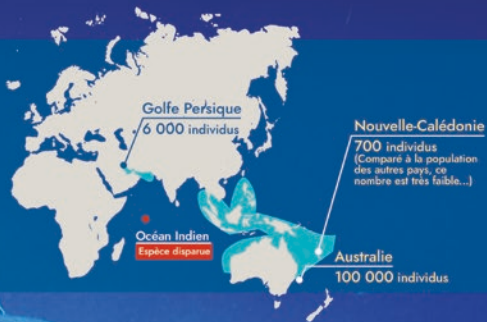 Golfe Persique
6 000 individus
Nouvelle-Calédonie
700 individus
(Comparé à la population
des autres pays, ce
nombre est très faible...)
Océan Indien
Espèce disparue
Australie
100 000 individus